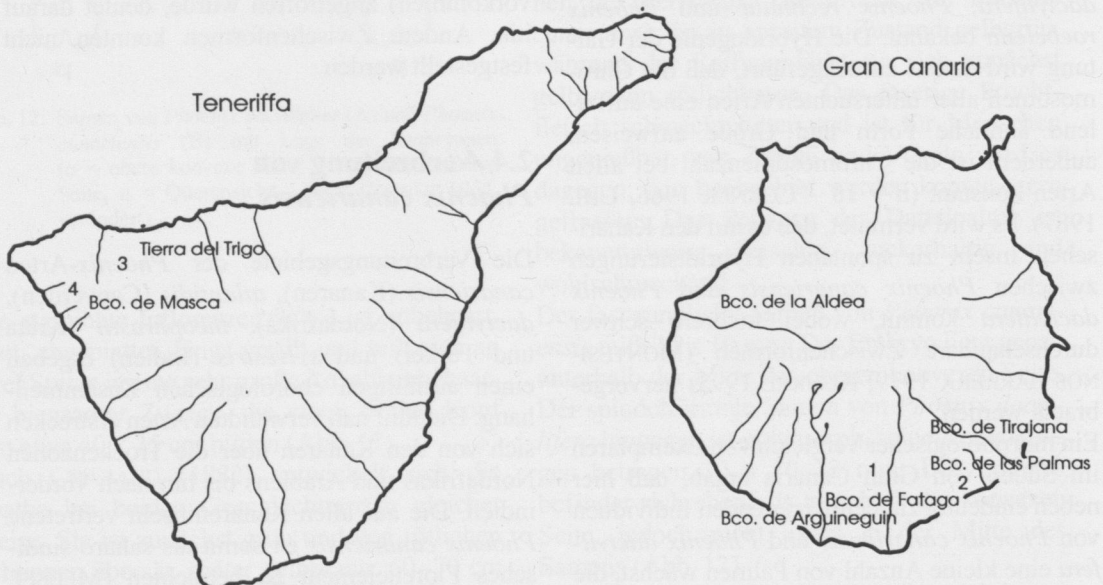 Teneriffa
Tierra del Trigo
3
4
Bco. de Masca
Gran Canaria
Bco. de la Aldea
Bco. de Tirajana
Bco. de las Palmas
1
2
Bco. de Fataga
Bco. de Arguineguin